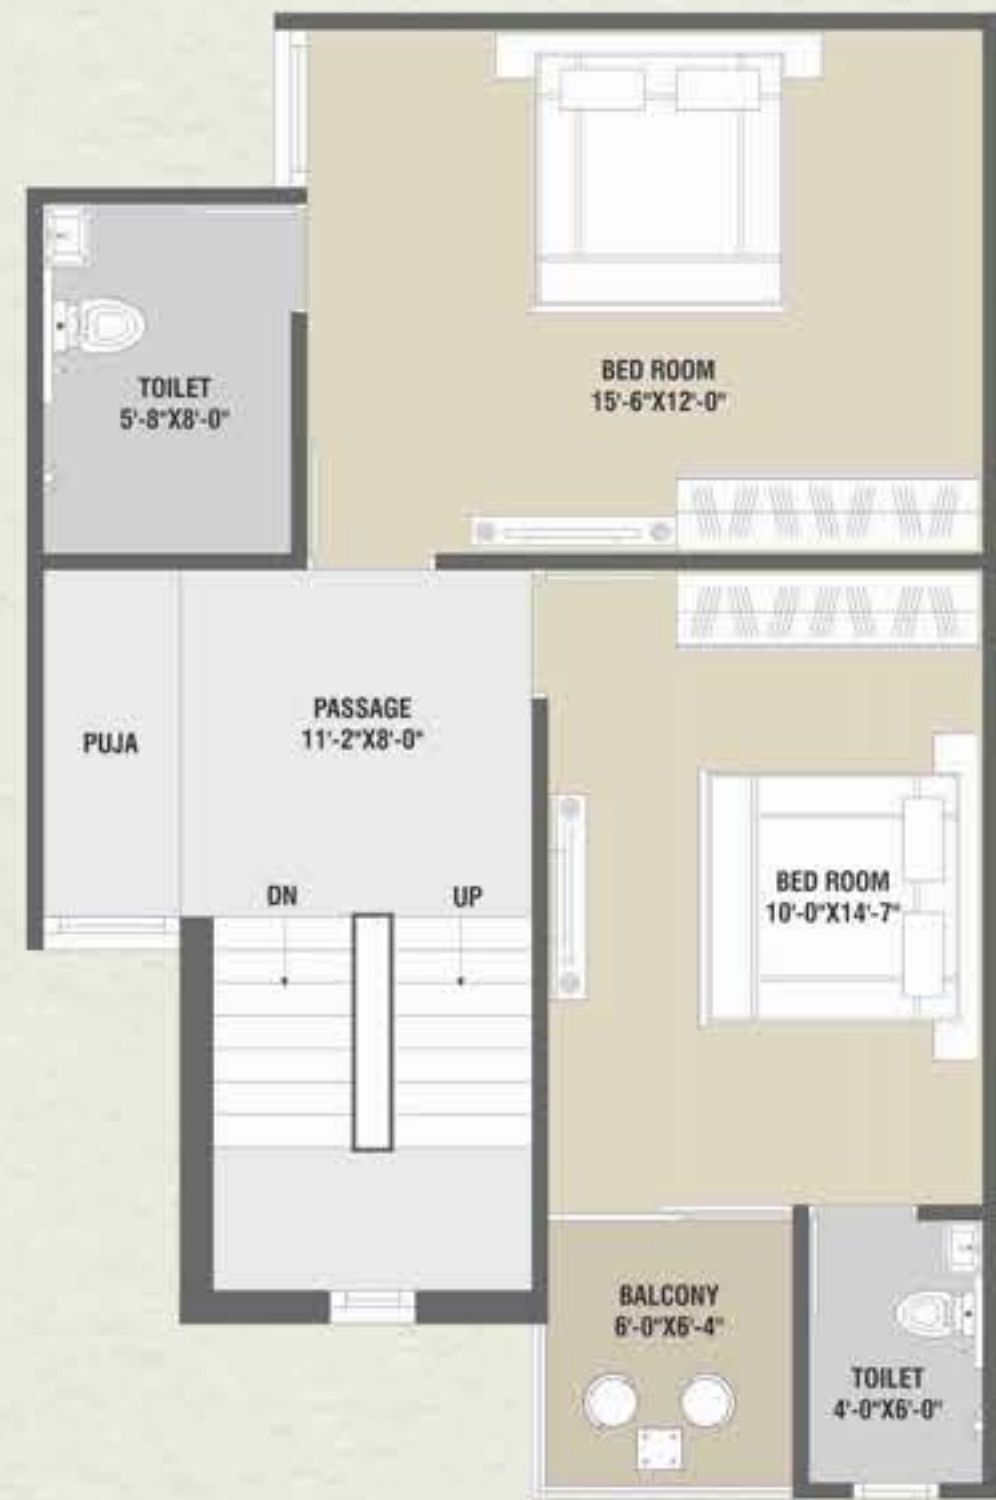 BED ROOM
15'-6"X12'-0"
TOILET
5'-8"X8'-0"
PASSAGE
11'-2"X8'-0"
PUJA
DN
UP
BED ROOM
10'-0"X14'-7"
BALCONY
6'-0"X6'-4"
TOILET
4'-0"X6'-0"